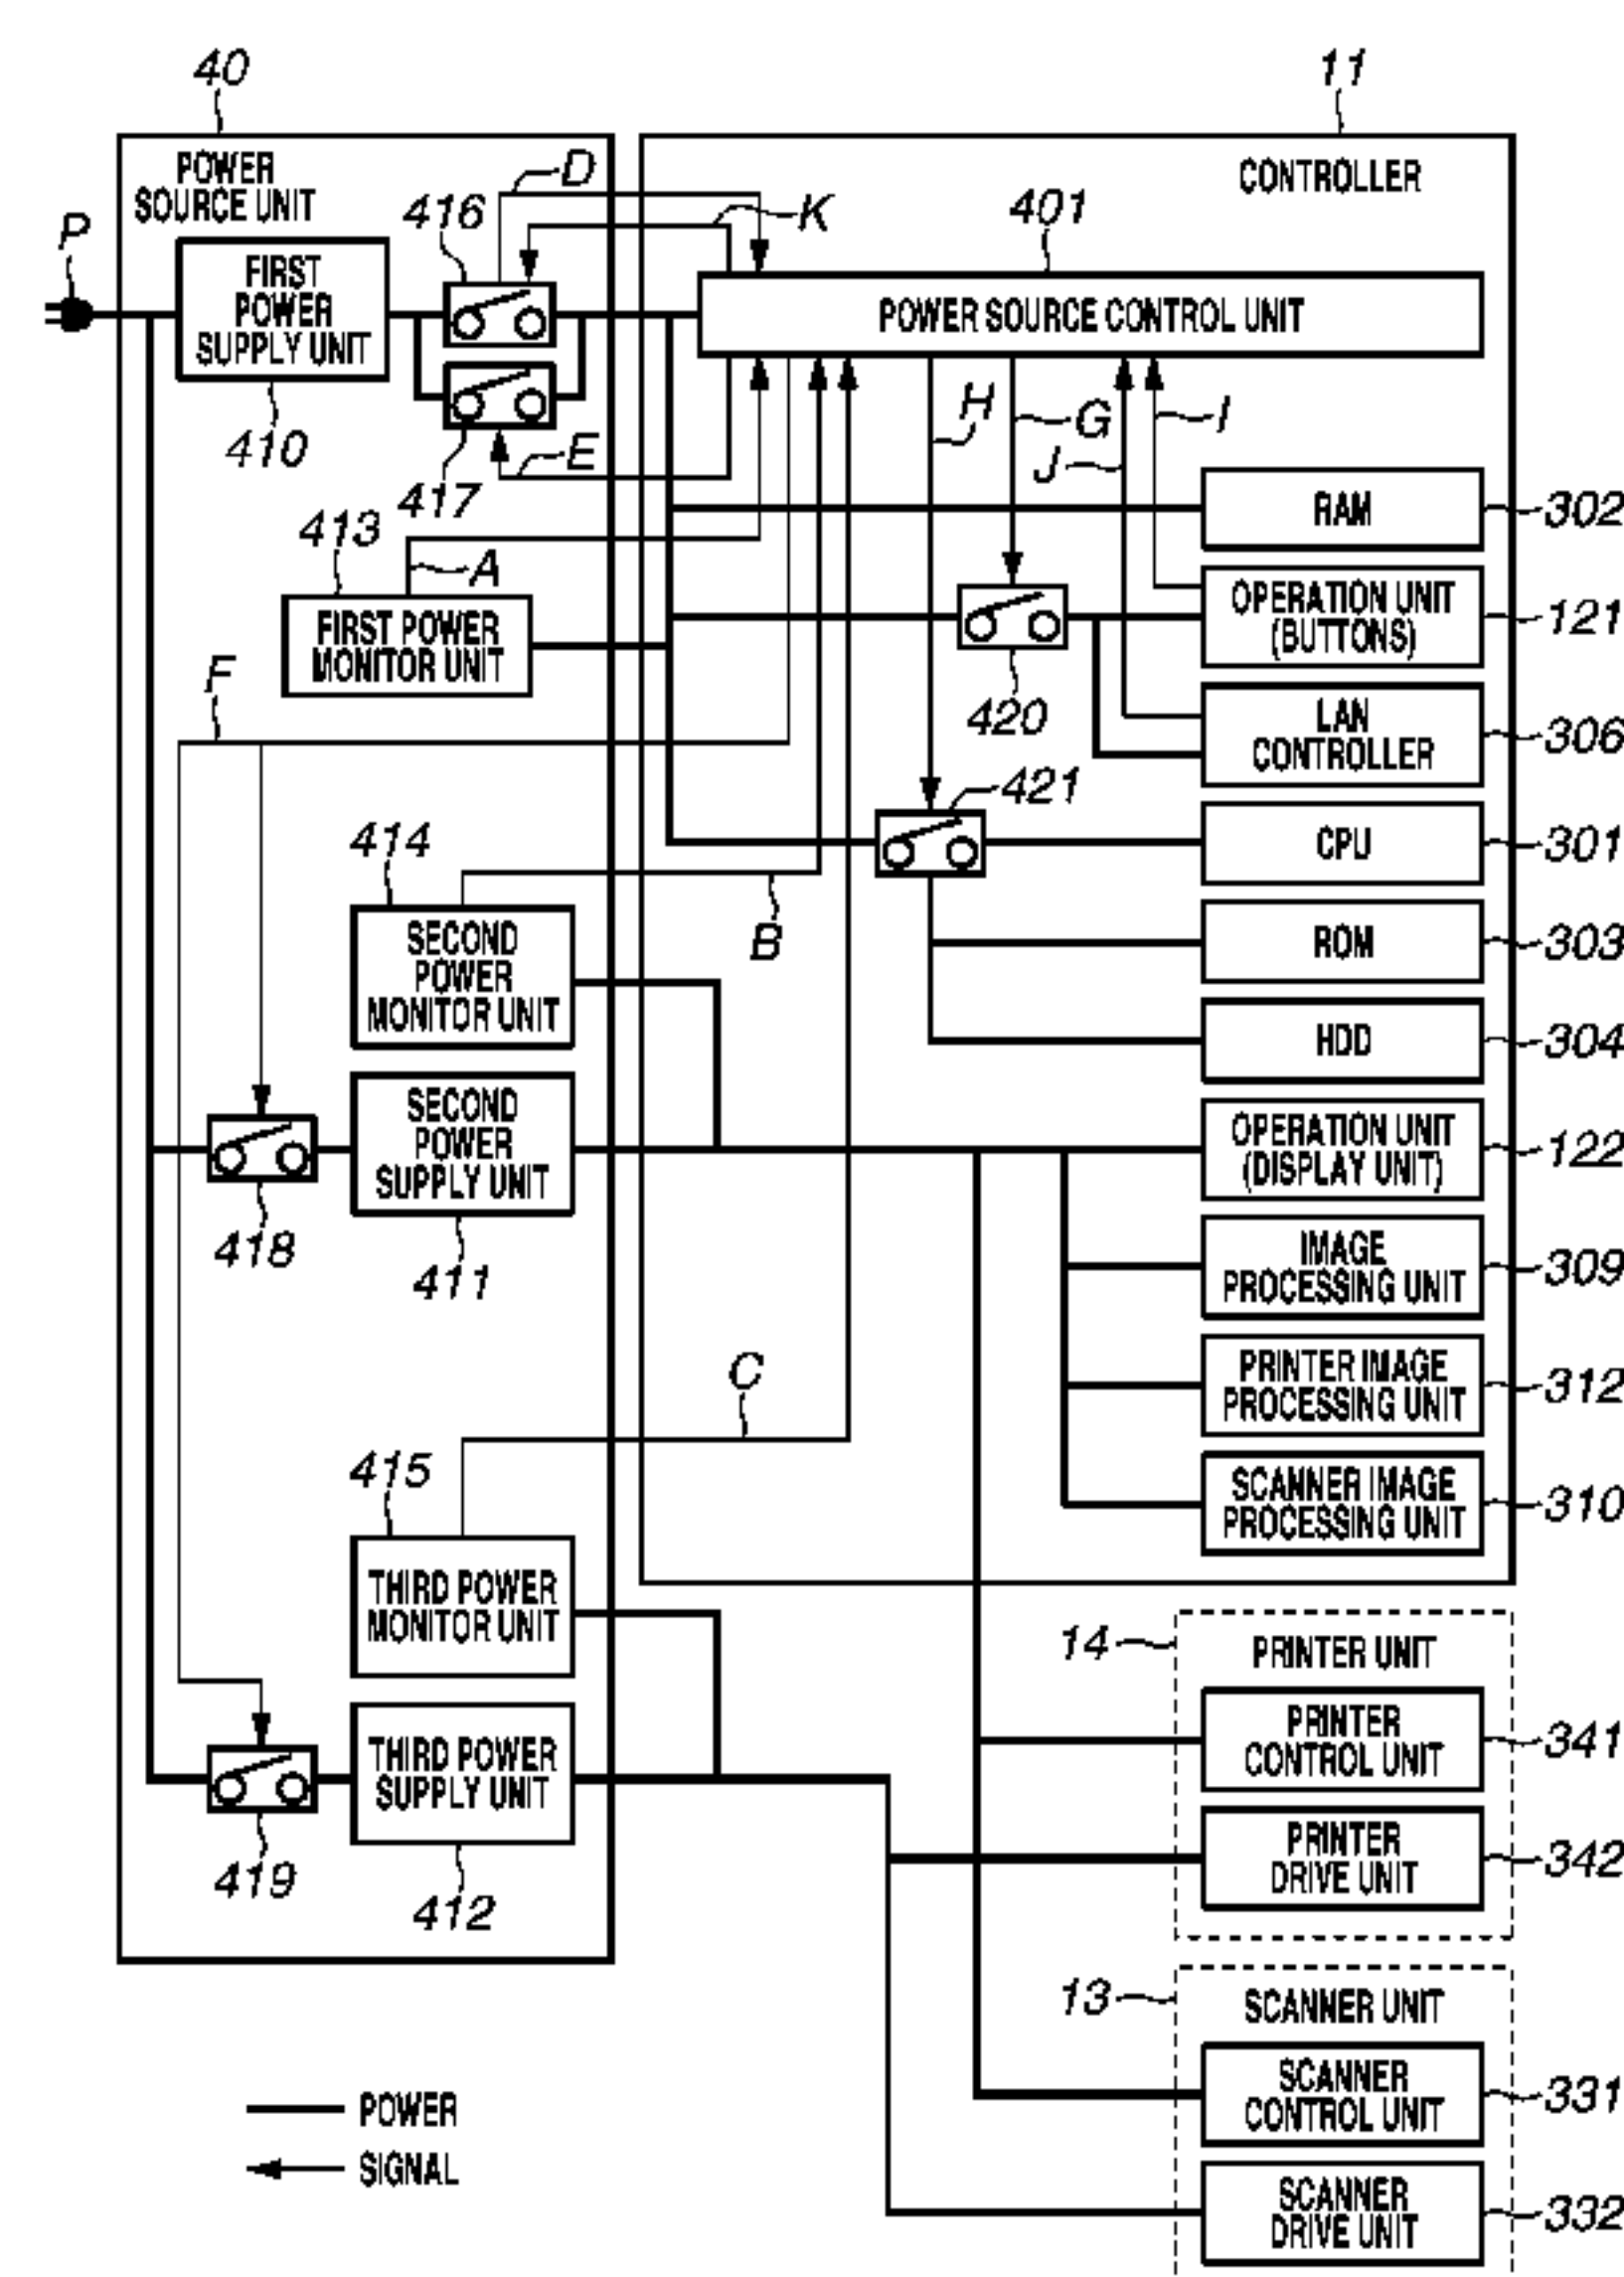 40
11
POWER
SOURCE UNIT
CONTROLLER
D
416
K
401
P
FIRST
POWER
SUPPLY UNIT
POWER SOURCE CONTROL UNIT
410
417
E
H
G
I
J
413
A
RAM
302
FIRST POWER
MONITOR UNIT
OPERATION UNIT
(BUTTONS)
121
F
420
LAN
CONTROLLER
306
421
414
CPU
301
B
SECOND
POWER
MONITOR UNIT
ROM
303
HDD
304
SECOND
POWER
SUPPLY UNIT
OPERATION UNIT
(DISPLAY UNIT)
122
418
411
IMAGE
PROCESSING UNIT
309
C
PRINTER IMAGE
PROCESSING UNIT
312
415
SCANNER IMAGE
PROCESSING UNIT
310
THIRD POWER
MONITOR UNIT
14
PRINTER UNIT
PRINTER
CONTROL UNIT
341
THIRD POWER
SUPPLY UNIT
419
412
PRINTER
DRIVE UNIT
342
13
SCANNER UNIT
SCANNER
CONTROL UNIT
331
POWER
SIGNAL
SCANNER
DRIVE UNIT
332